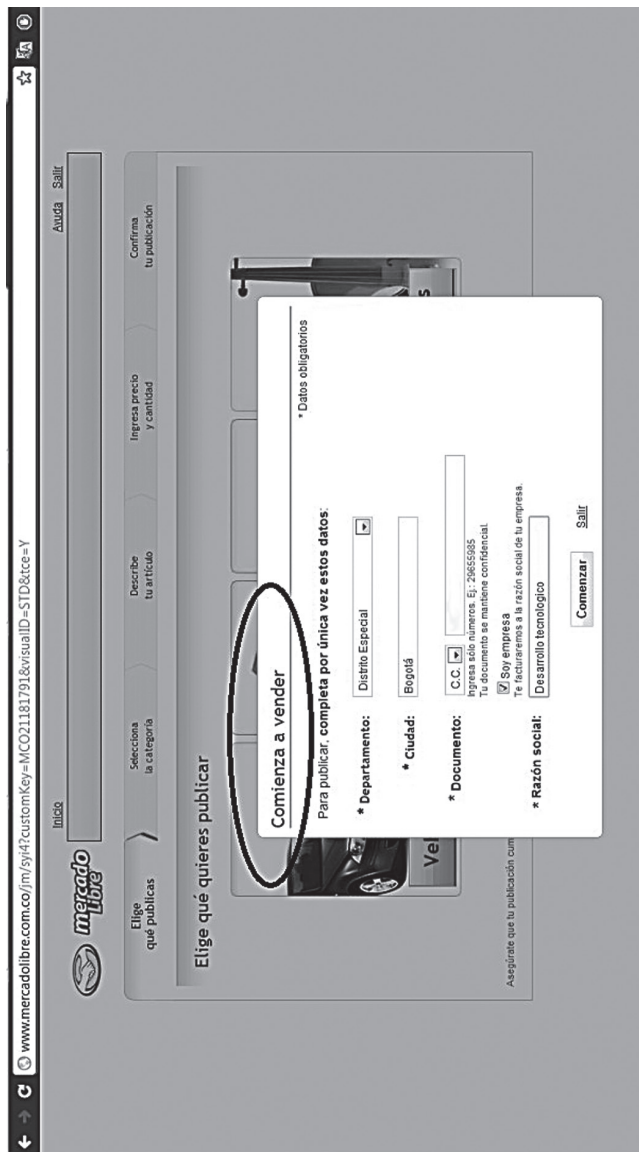 www.mercadolibre.com.co/jm/syi4?customKey=MCO21181791&visualID=STD&tce=Y
mercado
libre
Inicio
Ayuda
Salir
Elige
qué publicas
Selecciona
la categoría
Describe
tu artículo
Ingresa precio
y cantidad
Confirma
tu publicación
Elige qué quieres publicar
Comienza a vender
* Datos obligatorios
Para publicar, completa por única vez estos datos:
* Departamento: Distrito Especial
* Ciudad: Bogotá
* Documento: C.C.
Ingresa sólo números. Ej.: 29655985
Tu documento se mantiene confidencial.
Soy empresa
Te facturaremos a la razón social de tu empresa.
* Razón social: Desarrollo tecnologico
Comenzar Salir
Asegúrate que tu publicación cum